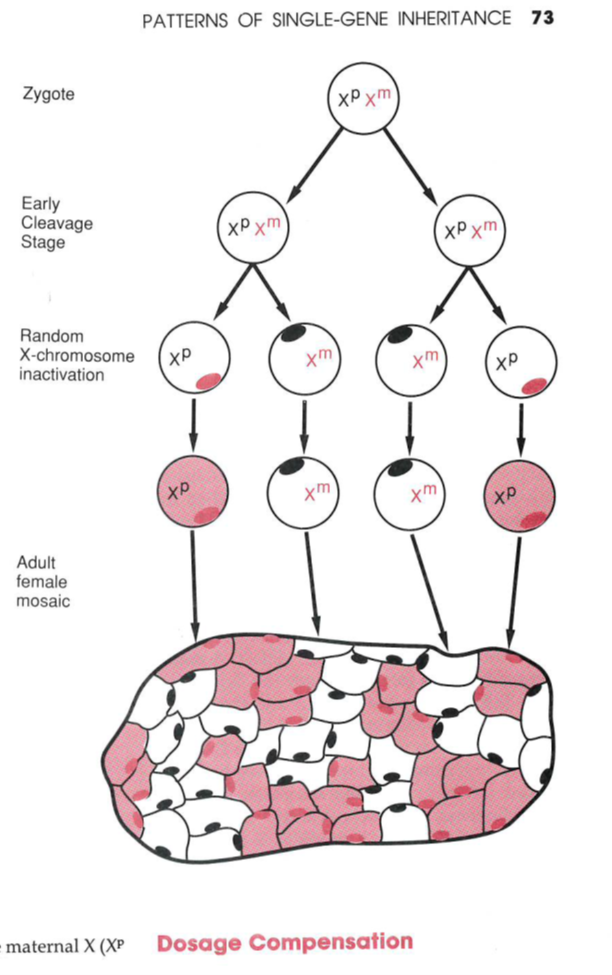 PATTERNS OF SINGLE-GENE INHERITANCE 73
Zygote
Xᵖ Xᵐ
Early
Cleavage
Stage
Xᵖ Xᵐ
Xᵖ Xᵐ
Random
X-chromosome
inactivation
Xᵖ
Xᵐ
Xᵐ
Xᵖ
Xᵖ
Xᵐ
Xᵐ
Xᵖ
Adult
female
mosaic
maternal X (Xᵖ
Dosage Compensation